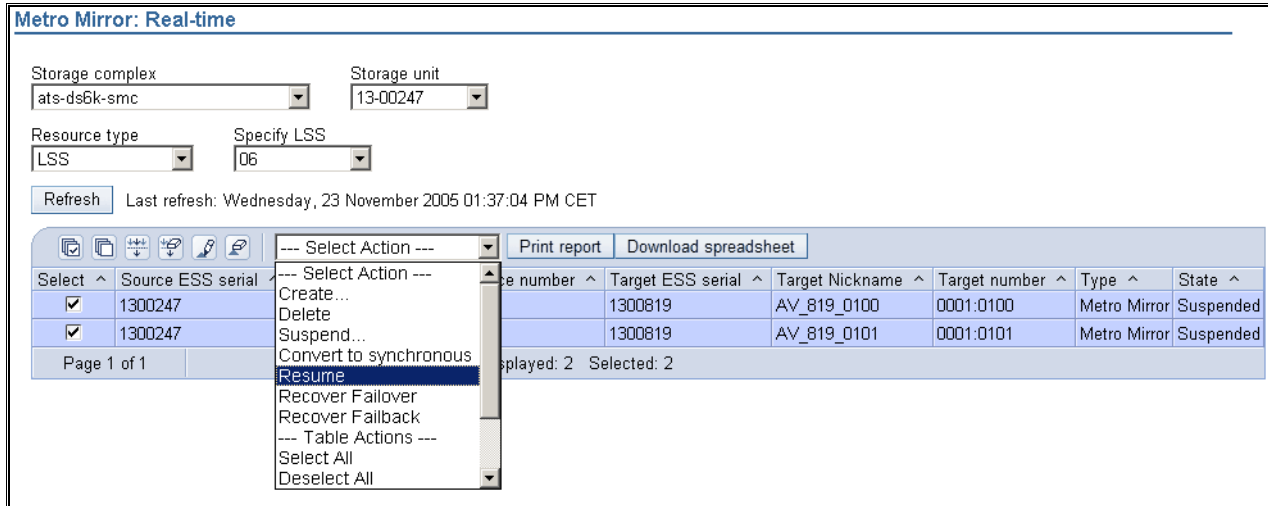 Metro Mirror: Real-time
Storage complex Storage unit
ats-ds6k-smc 13-00247
Resource type Specify LSS
LSS 06
Refresh Last refresh: Wednesday, 23 November 2005 01:37:04 PM CET
--- Select Action --- Print report Download spreadsheet
Select Source ESS serial number Target ESS serial Target Nickname Target number Type State
1300247 1300819 AV_819_0100 0001:0100 Metro Mirror Suspended
1300247 1300819 AV_819_0101 0001:0101 Metro Mirror Suspended
Page 1 of 1 2 Selected: 2
--- Select Action ---
Create...
Delete
Suspend...
Convert to synchronous
Resume
Recover Failover
Recover Failback
--- Table Actions ---
Select All
Deselect All